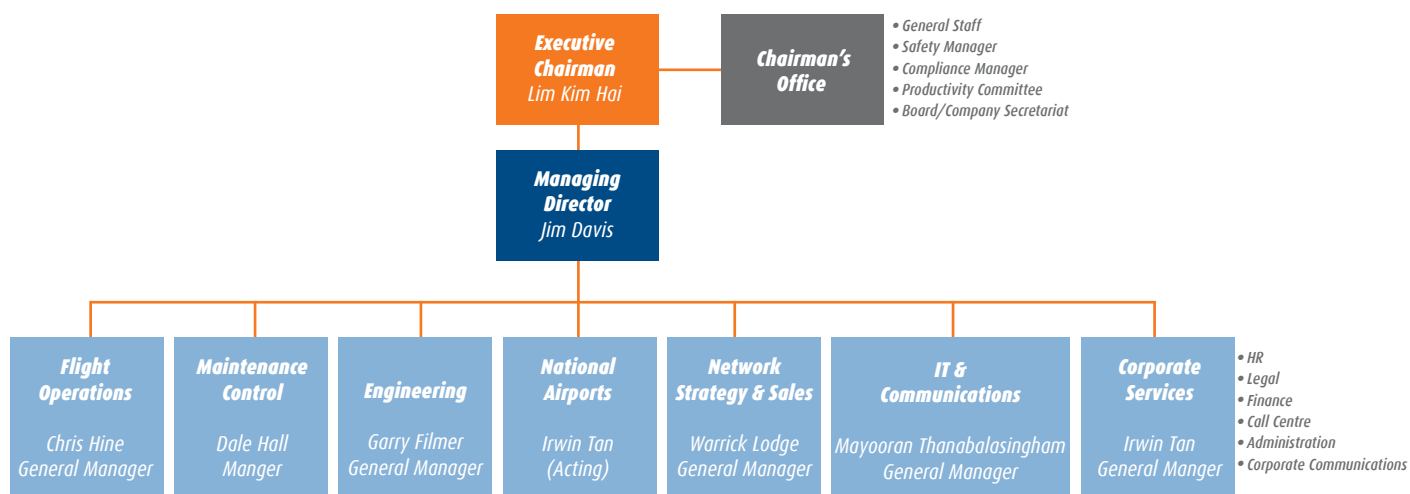 Executive
Chairman
Lim Kim Hai
Chairman's
Office
• General Staff
• Safety Manager
• Compliance Manager
• Productivity Committee
• Board/Company Secretariat
Managing
Director
Jim Davis
Flight
Operations
Chris Hine
General Manager
Maintenance
Control
Dale Hall
Manger
Engineering
Garry Filmer
General Manager
National
Airports
Irwin Tan
(Acting)
Network
Strategy & Sales
Warrick Lodge
General Manager
IT &
Communications
Mayooran Thanabalasingham
General Manager
Corporate
Services
Irwin Tan
General Manger
• HR
• Legal
• Finance
• Call Centre
• Administration
• Corporate Communications